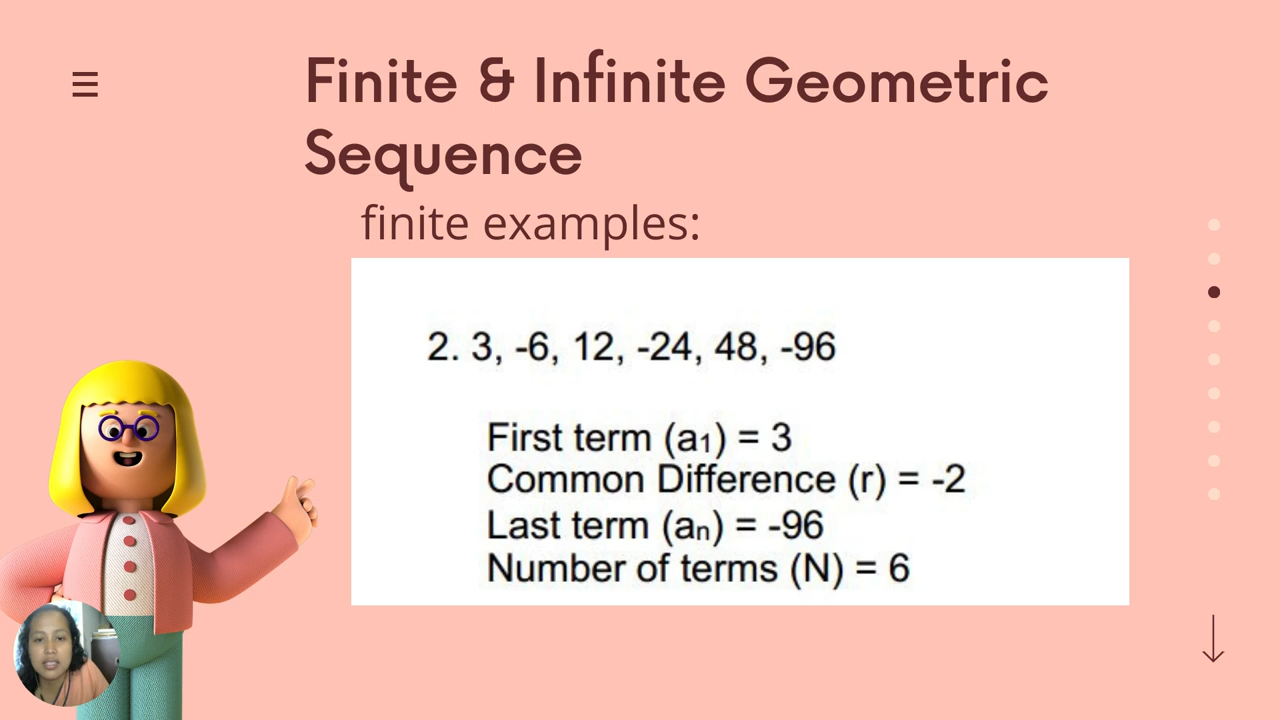 Finite & Infinite Geometric
Sequence
finite examples:
2. 3, -6, 12, -24, 48, -96
First term (a₁) = 3
Common Difference (r) = -2
Last term (aₙ) = -96
Number of terms (N) = 6